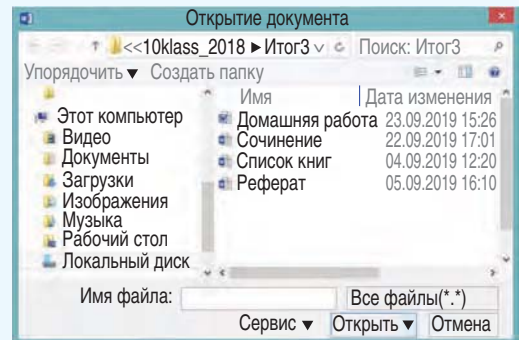 Открытие документа
<<10klass_2018 ►Итог3 Поиск: Итог3
Упорядочить▼ Создать папку
Имя Дата изменения
Этот компьютер
Видео
Документы
Загрузки
Изображения
Музыка
Рабочий стол
Локальный диск
Домашняя работа 23.09.2019 15:26
Сочинение 22.09.2019 17:01
Список книг 04.09.2019 12:20
Реферат 05.09.2019 16:10
Имя файла: Все файлы(*.*)
Сервис ▼ Открыть▼ Отмена